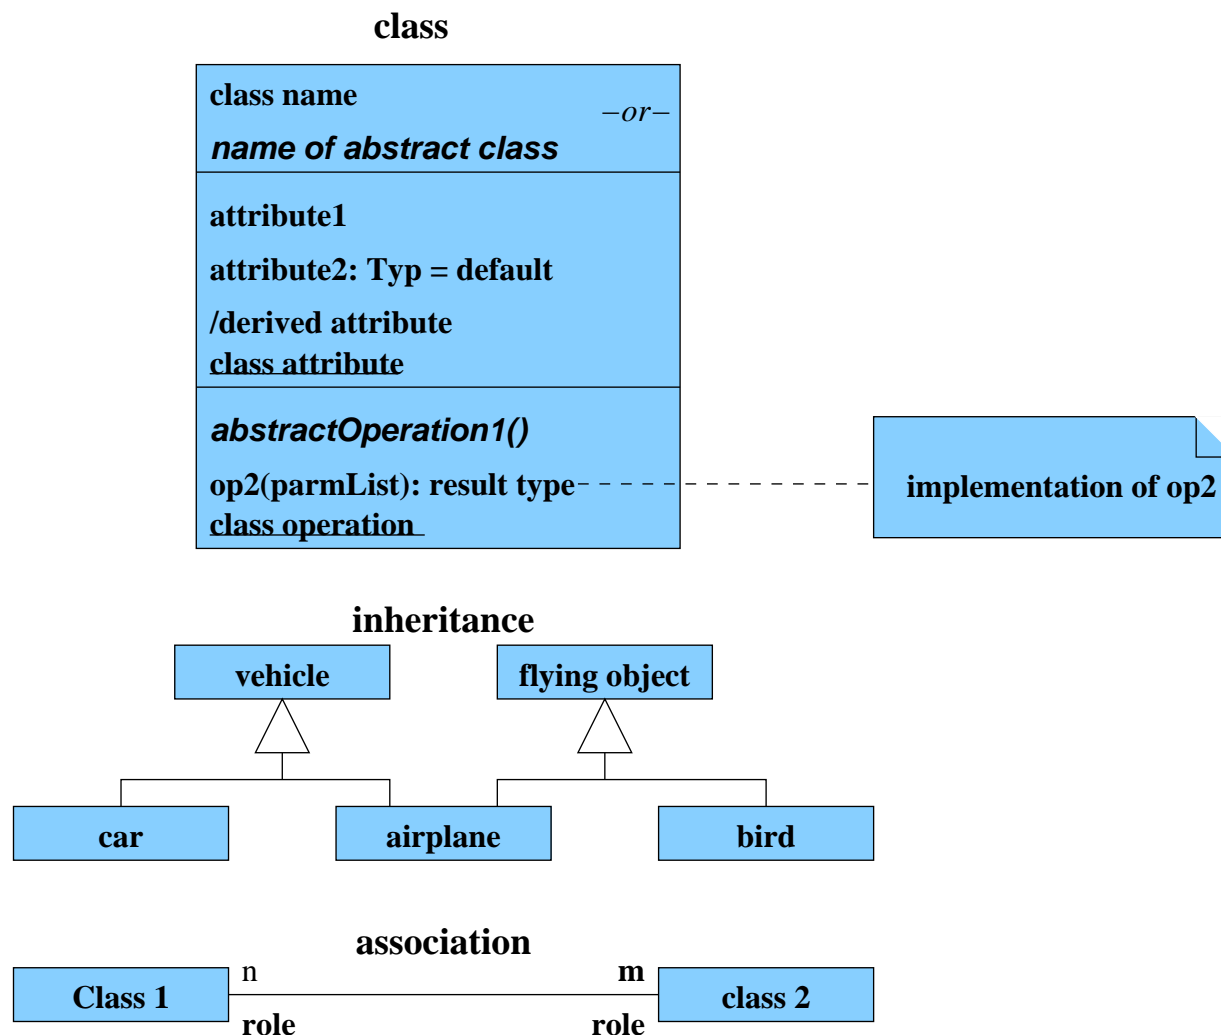 class
class name
–or–
name of abstract class
attribute1
attribute2: Typ = default
/derived attribute
class attribute
abstractOperation1()
op2(parmList): result type
class operation
implementation of op2
inheritance
vehicle
flying object
car
airplane
bird
association
n
m
Class 1
class 2
role
role